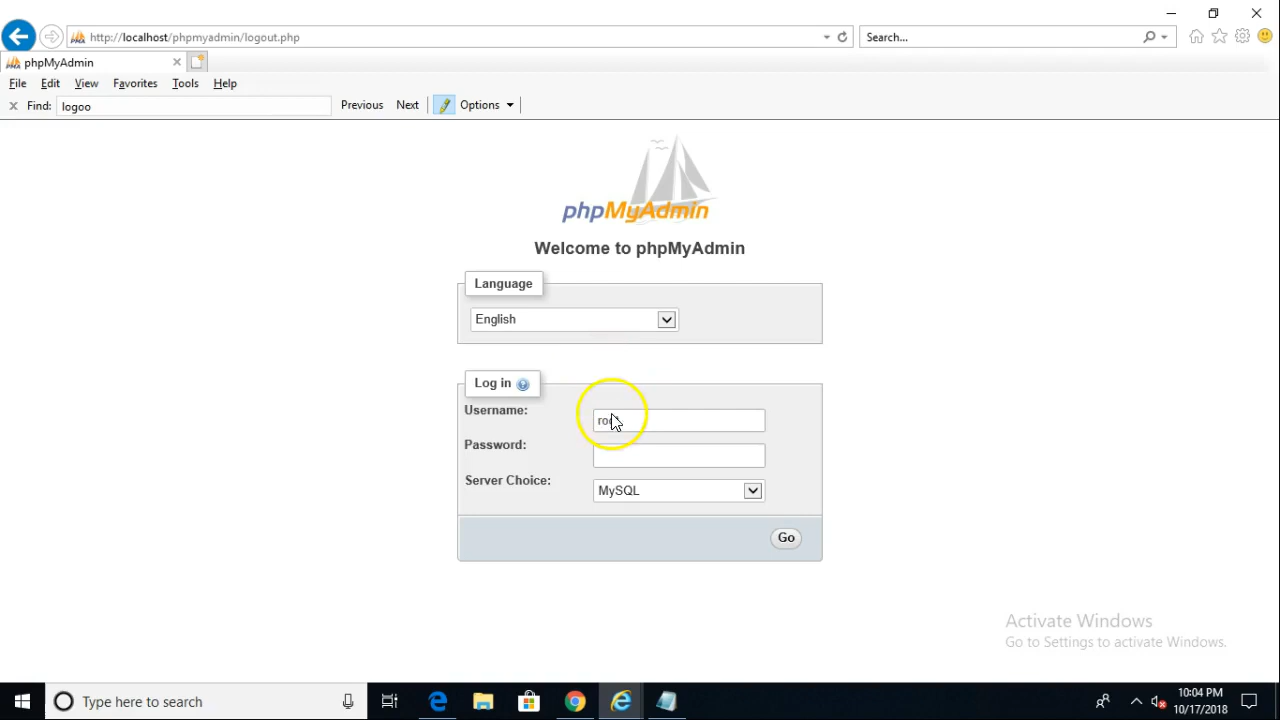 http://localhost/phpmyadmin/logout.php
Search...
phpMyAdmin
File Edit View Favorites Tools Help
Find: logoo Previous Next Options
phpMyAdmin
Welcome to phpMyAdmin
Language
English
Log in
Username:
Password:
Server Choice: MySQL
Go
Activate Windows
Go to Settings to activate Windows.
Type here to search
10:04 PM
10/17/2018